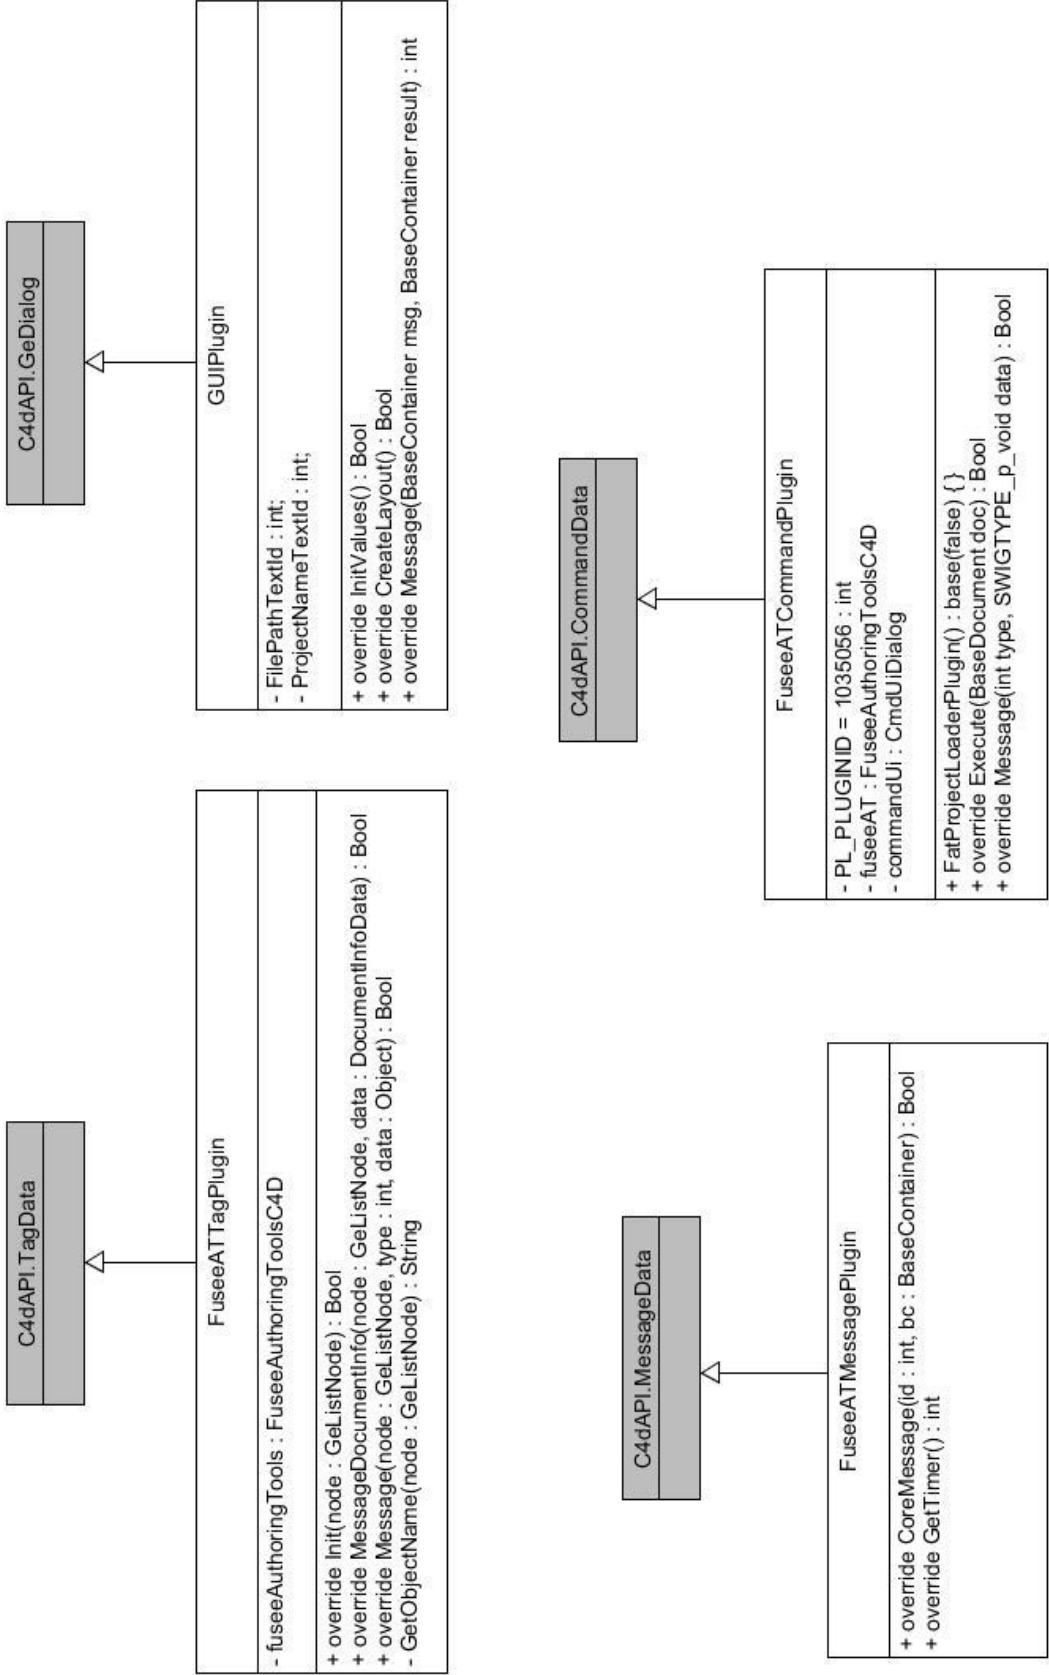 C4dAPI.TagData
FuseeATTagPlugin
- fuseeAuthoringTools : FuseeAuthoringToolsC4D
+ override Init(node : GeListNode) : Bool
+ override MessageDocumentInfo(node : GeListNode, data : DocumentInfoData) : Bool
+ override Message(node : GeListNode, type : int, data : Object) : Bool
- GetObjectName(node : GeListNode) : String
C4dAPI.GeDialog
GUIPlugin
- FilePathTextId : int;
- ProjectNameTextId : int;
+ override InitValues() : Bool
+ override CreateLayout() : Bool
+ override Message(BaseContainer msg, BaseContainer result) : int
C4dAPI.MessageData
FuseeATMessagePlugin
+ override CoreMessage(id : int, bc : BaseContainer) : Bool
+ override GetTimer() : int
C4dAPI.CommandData
FuseeATCommandPlugin
- PL_PLUGINID = 1035056 : int
- fuseeAT : FuseeAuthoringToolsC4D
- commandUi : CmdUiDialog
+ FatProjectLoaderPlugin() : base(false) { }
+ override Execute(BaseDocument doc) : Bool
+ override Message(int type, SWIGTYPE_p_void data) : Bool